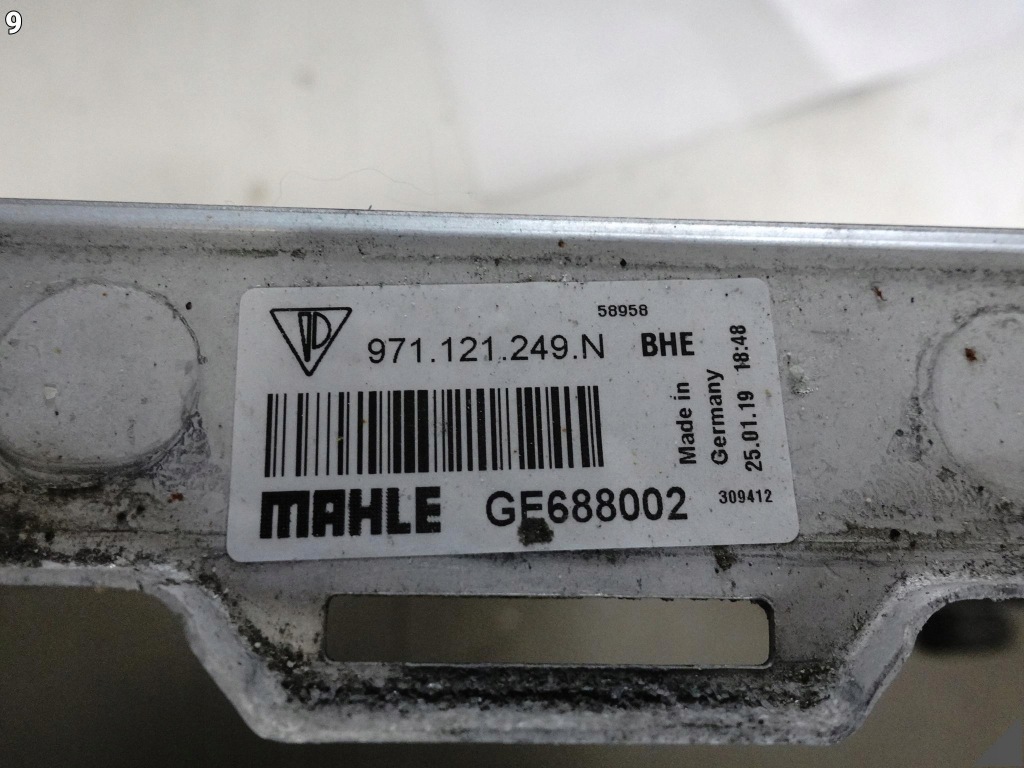 9
58958
971.121.249.N BHE
Made in
Germany
25.01.19 18:48
MAHLE GE688002
309412